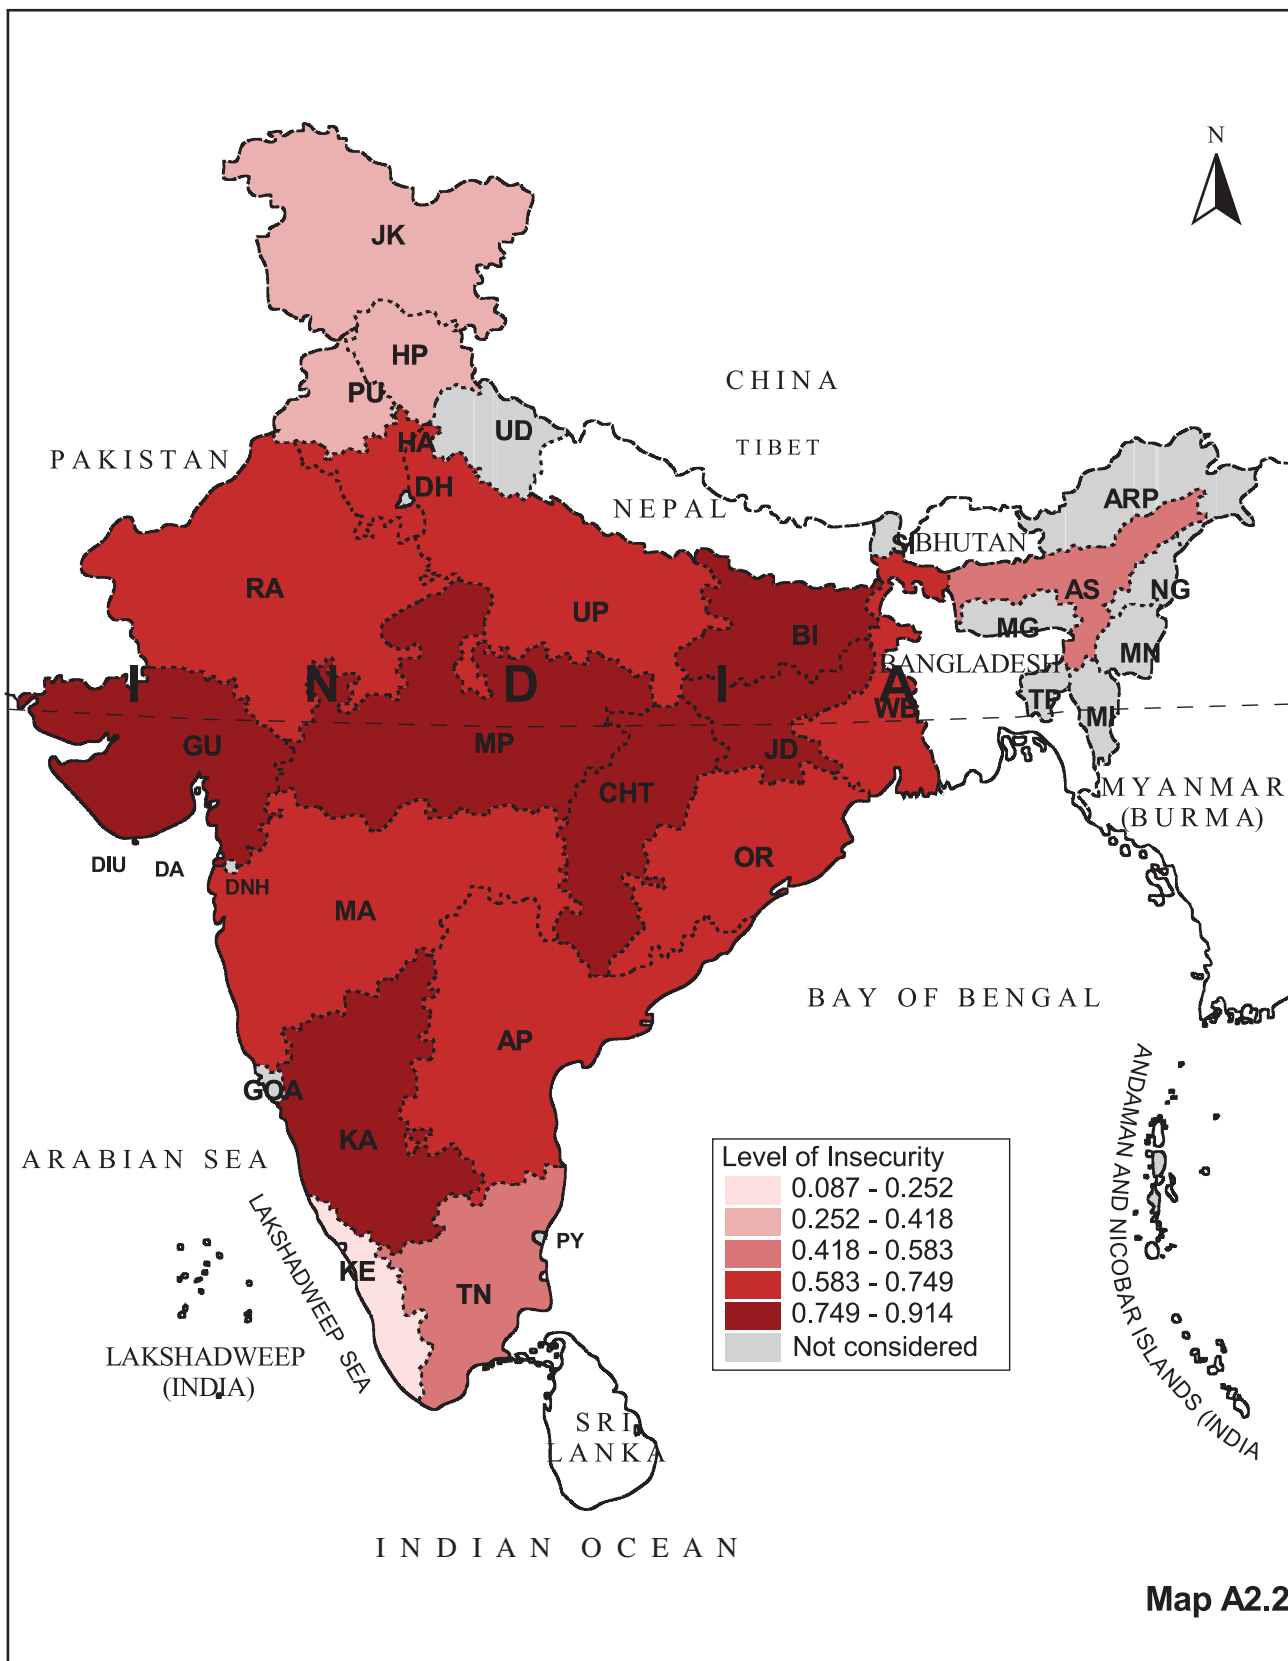 N
JK
HP
PU
CHINA
UD
HA
TIBET
PAKISTAN
DH
ARP
NEPAL
SI
BHUTAN
RA
AS
NG
UP
BI
MG
MN
BANGLADESH
I N D I A
TP
WB
MI
GU
MP
JD
CHT
MYANMAR
(BURMA)
OR
DIU
DA
DNH
MA
BAY OF BENGAL
AP
GOA
KA
ARABIAN SEA
ANDAMAN AND NICOBAR ISLANDS (INDIA
LAKSHADWEEP SEA
Level of Insecurity
0.087 - 0.252
0.252 - 0.418
0.418 - 0.583
0.583 - 0.749
0.749 - 0.914
Not considered
PY
KE
TN
LAKSHADWEEP
(INDIA)
SRI
LANKA
INDIAN OCEAN
Map A2.2